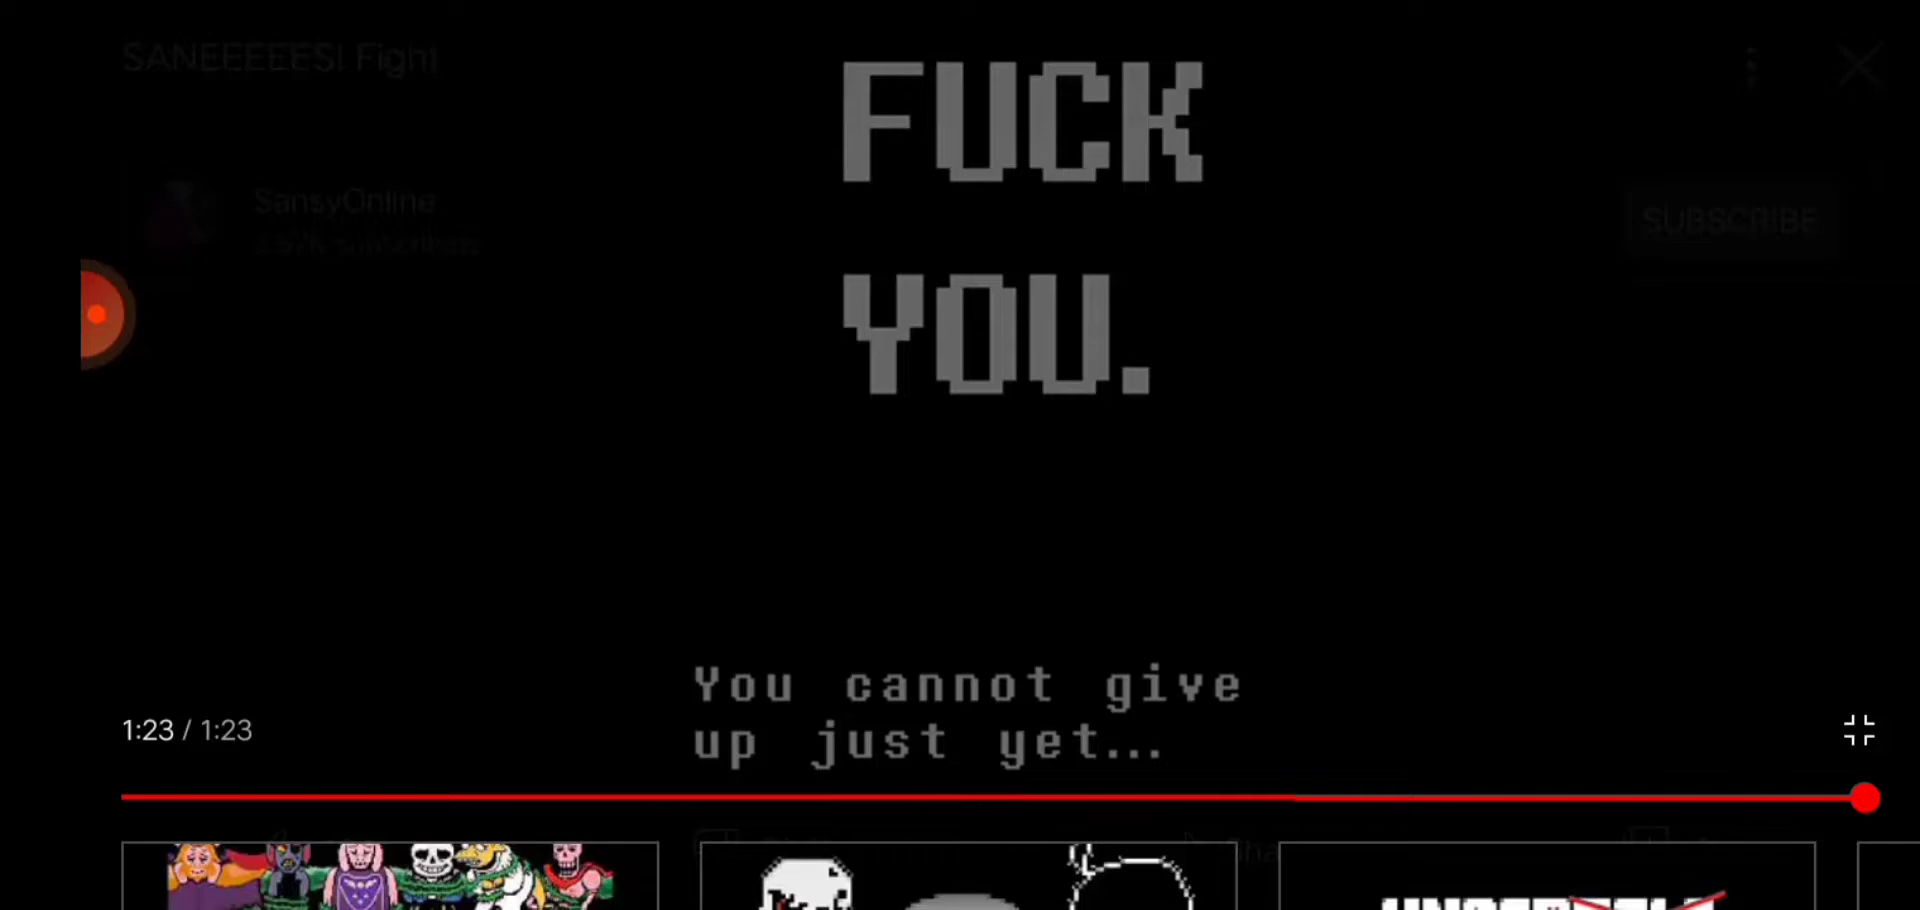 SANEEEEES! Fight
FUCK
YOU.
SansyOnline
SUBSCRIBE
You cannot give
up just yet...
1:23 / 1:23